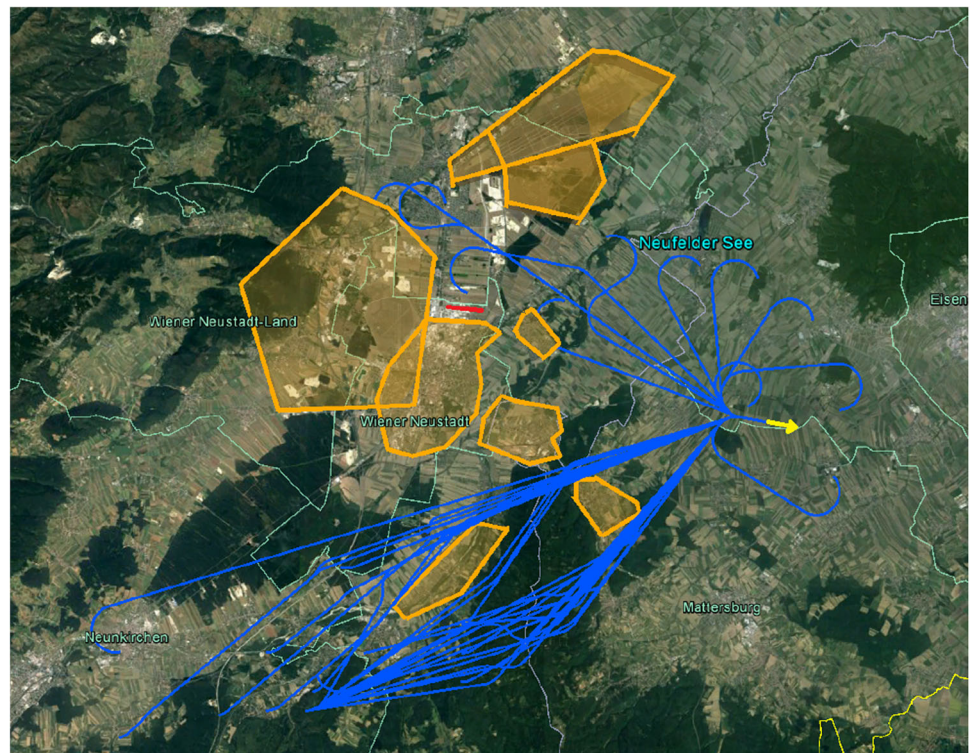 Neufelder See
Eisen
Wiener Neustadt-Land
Wiener Neustadt
Mattersburg
Neunkirchen